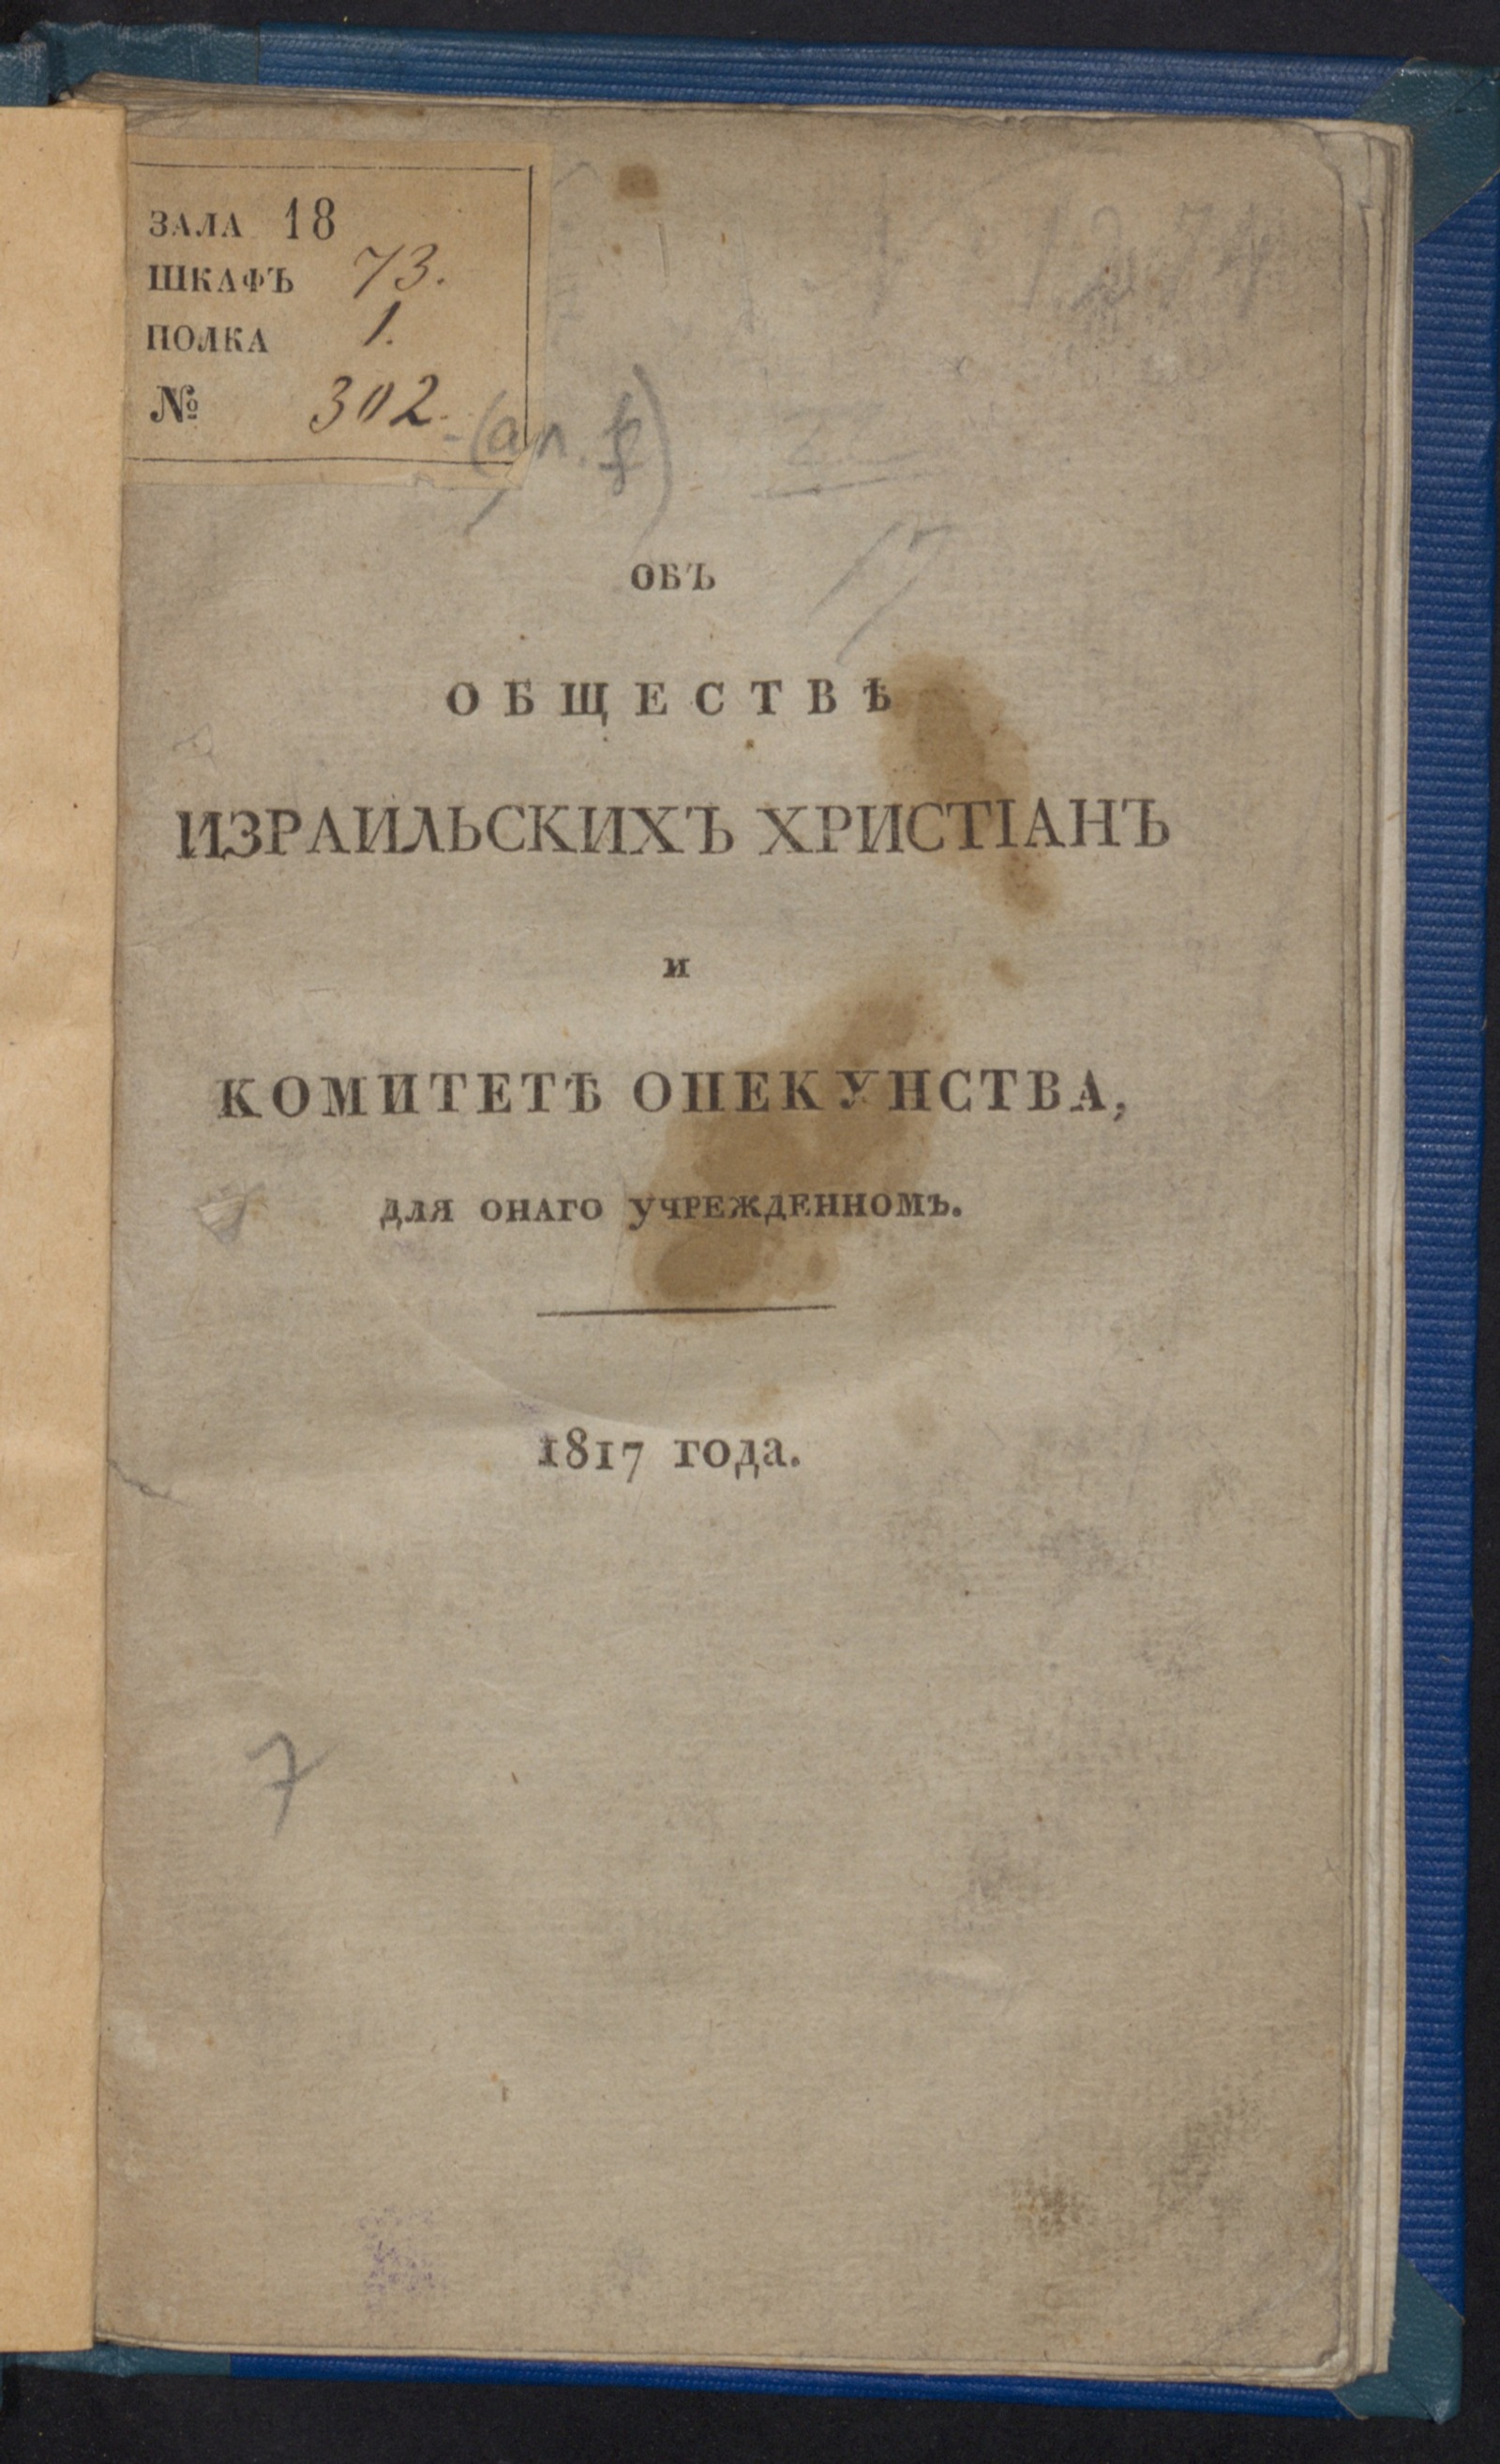 ЗАЛА 18
ШКАФЪ 73.
ПОЛКА 1.
№ 302.
17
ОБЪ
ОБЩЕСТВѢ
ИЗРАИЛЬСКИХЪ ХРИСТІАНЪ
И
КОМИТЕТѢ ОПЕКУНСТВА,
ДЛЯ ОНАГО УЧРЕЖДЕННОМЪ.
1817 года.
7